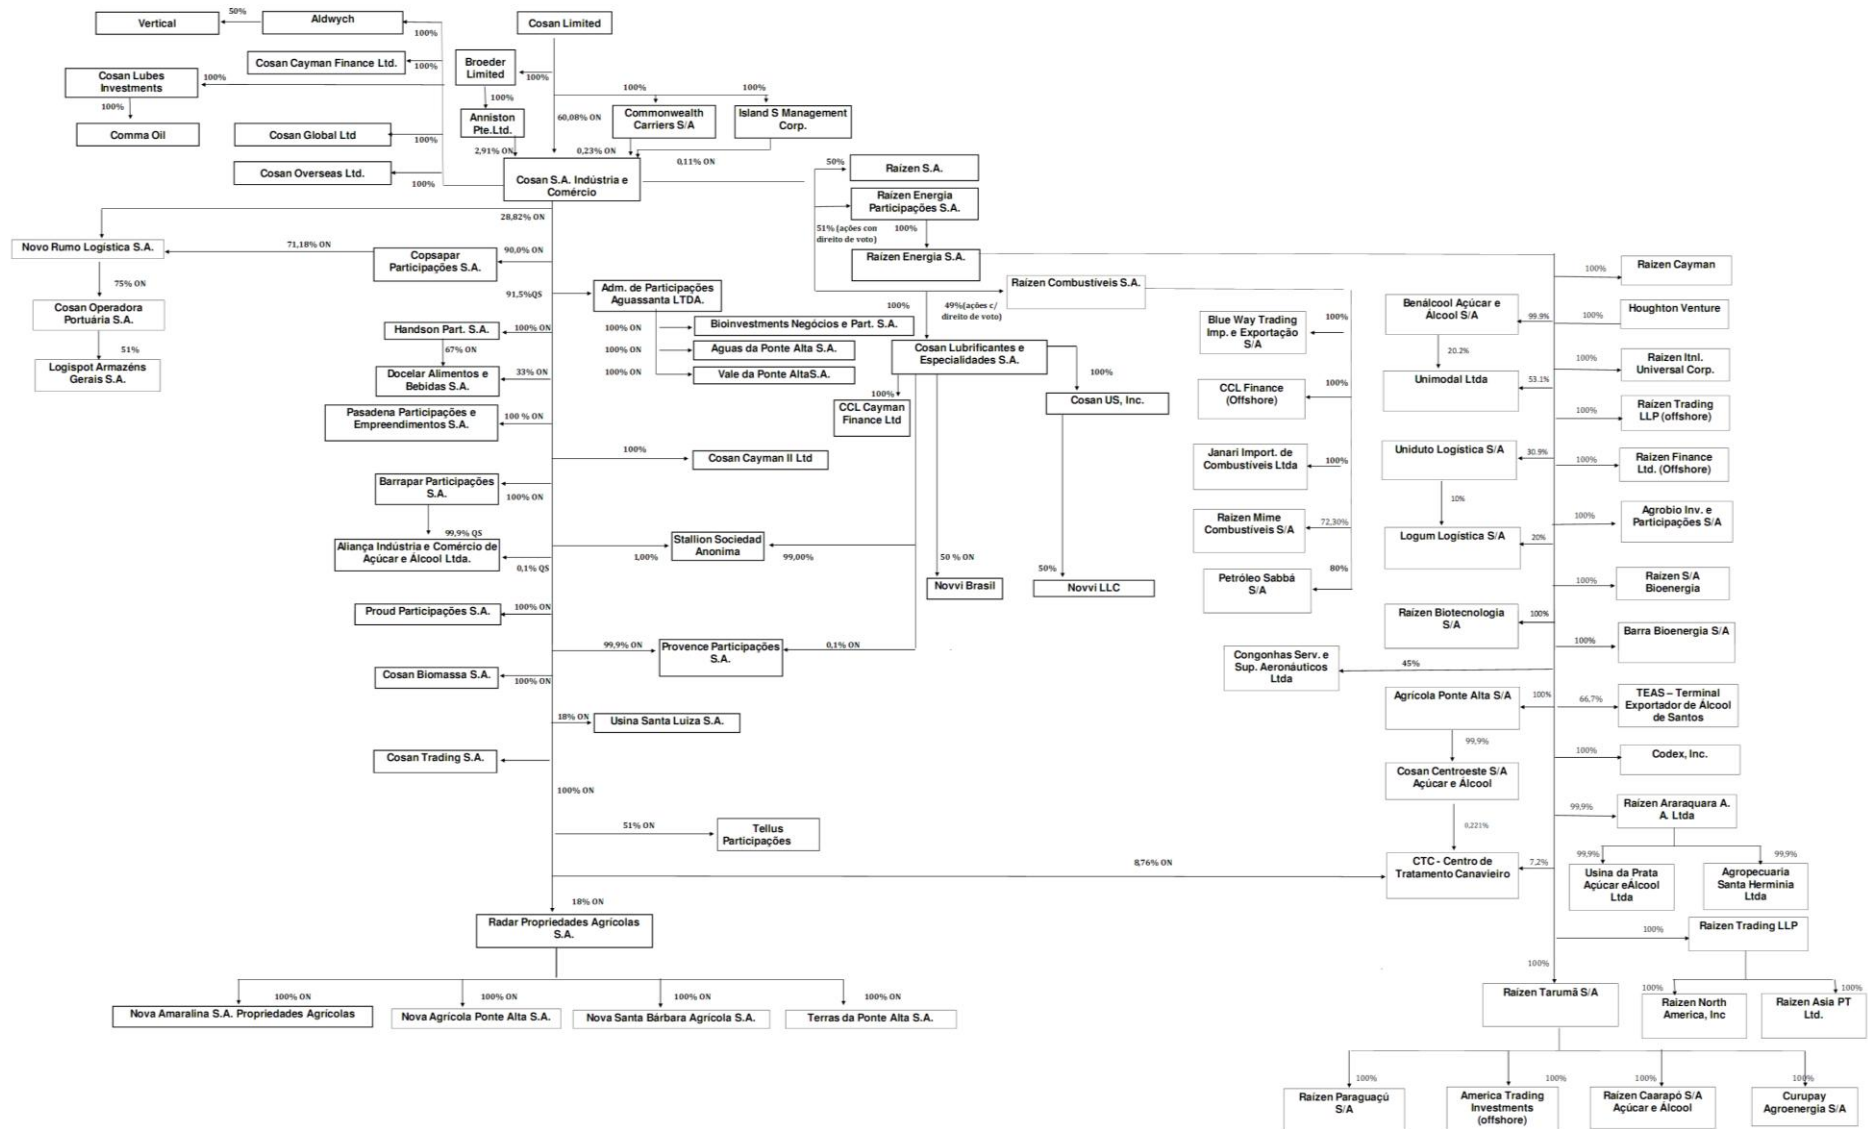 50%
Vertical
Aldwych
100%
Cosan Limited
Cosan Cayman Finance Ltd.
100%
Broeder
Limited
100%
Cosan Lubes
Investments
100%
100%
Comma Oil
100%
Anniston
Pte.Ltd.
60,08% ON
100%
100%
Commonwealth
Carriers S/A
Island S Management
Corp.
Cosan Global Ltd
100%
2,91% ON
0,23% ON
0,11% ON
Cosan Overseas Ltd.
100%
Cosan S.A. Indústria e
Comércio
50%
Raízen S.A.
Raízen Energia
Participações S.A.
51% (ações con
direito de voto)
100%
Raízen Energia S.A.
28,82% ON
Novo Rumo Logística S.A.
71,18% ON
Copsapar
Participações S.A.
90,0% ON
75% ON
Cosan Operadora
Portuária S.A.
51%
Logispot Armazéns
Gerais S.A.
91,5%QS
Adm. de Participações
Aguassanta LTDA.
100% ON
Bioinvestments Negócios e Part. S.A.
100% ON
Aguas da Ponte Alta S.A.
100% ON
Vale da Ponte AltaS.A.
Handson Part. S.A.
100% ON
67% ON
Docelar Alimentos e
Bebidas S.A.
33% ON
Pasadena Participações e
Empreendimentos S.A.
100 % ON
100%
Cosan Cayman II Ltd
Barrapar Participações
S.A.
100% ON
99,9% QS
Aliança Indústria e Comércio de
Açúcar e Álcool Ltda.
0,1% QS
1,00%
Stallion Sociedad
Anonima
99,00%
Proud Participações S.A.
100% ON
99,9% ON
Provence Participações
S.A.
0,1% ON
Cosan Biomassa S.A.
100% ON
18% ON
Usina Santa Luiza S.A.
Cosan Trading S.A.
100% ON
51% ON
Tellus
Participações
8,76% ON
18% ON
Radar Propriedades Agrícolas
S.A.
100% ON
100% ON
100% ON
100% ON
Nova Amaralina S.A. Propriedades Agrícolas
Nova Agrícola Ponte Alta S.A.
Nova Santa Bárbara Agrícola S.A.
Terras da Ponte Alta S.A.
Raízen Combustíveis S.A.
100%
49%(ações c/
direito de voto)
Cosan Lubrificantes e
Especialidades S.A.
100%
Cosan US, Inc.
100%
CCL Cayman
Finance Ltd
50 % ON
Novvi Brasil
50%
Novvi LLC
Blue Way Trading
Imp. e Exportação
S/A
100%
CCL Finance
(Offshore)
100%
Janari Import. de
Combustíveis Ltda
100%
Raizen Mime
Combustíveis S/A
72,30%
Petróleo Sabbá
S/A
80%
Congonhas Serv. e
Sup. Aeronáuticos
Ltda
45%
Benálcool Açúcar e
Álcool S/A
99.9%
20.2%
Unimodal Ltda
53.1%
Uniduto Logística S/A
30.9%
10%
Logum Logística S/A
20%
Raízen Biotecnologia
S/A
100%
Agrícola Ponte Alta S/A
100%
99,9%
Cosan Centroeste S/A
Açúcar e Álcool
0,221%
CTC - Centro de
Tratamento Canavieiro
7,2%
100%
Raizen Cayman
100%
Houghton Venture
100%
Raizen Itnl.
Universal Corp.
100%
Raízen Trading
LLP (offshore)
100%
Raizen Finance
Ltd. (Offshore)
100%
Agrobio Inv. e
Participações S/A
100%
Raízen S/A
Bioenergia
100%
Barra Bioenergia S/A
66,7%
TEAS – Terminal
Exportador de Álcool
de Santos
100%
Codex, Inc.
99,9%
Raízen Araraquara A.
A. Ltda
99,9%
99,9%
Usina da Prata
Açúcar eAlcool
Ltda
Agropecuaria
Santa Herminia
Ltda
100%
Raizen Trading LLP
100%
100%
Raizen North
America, Inc
Raizen Asia PT
Ltd.
100%
Raízen Tarumã S/A
100%
100%
100%
100%
Raízen Paraguaçú
S/A
America Trading
Investments
(offshore)
Raízen Caarapó S/A
Açúcar e Álcool
Curupay
Agroenergia S/A